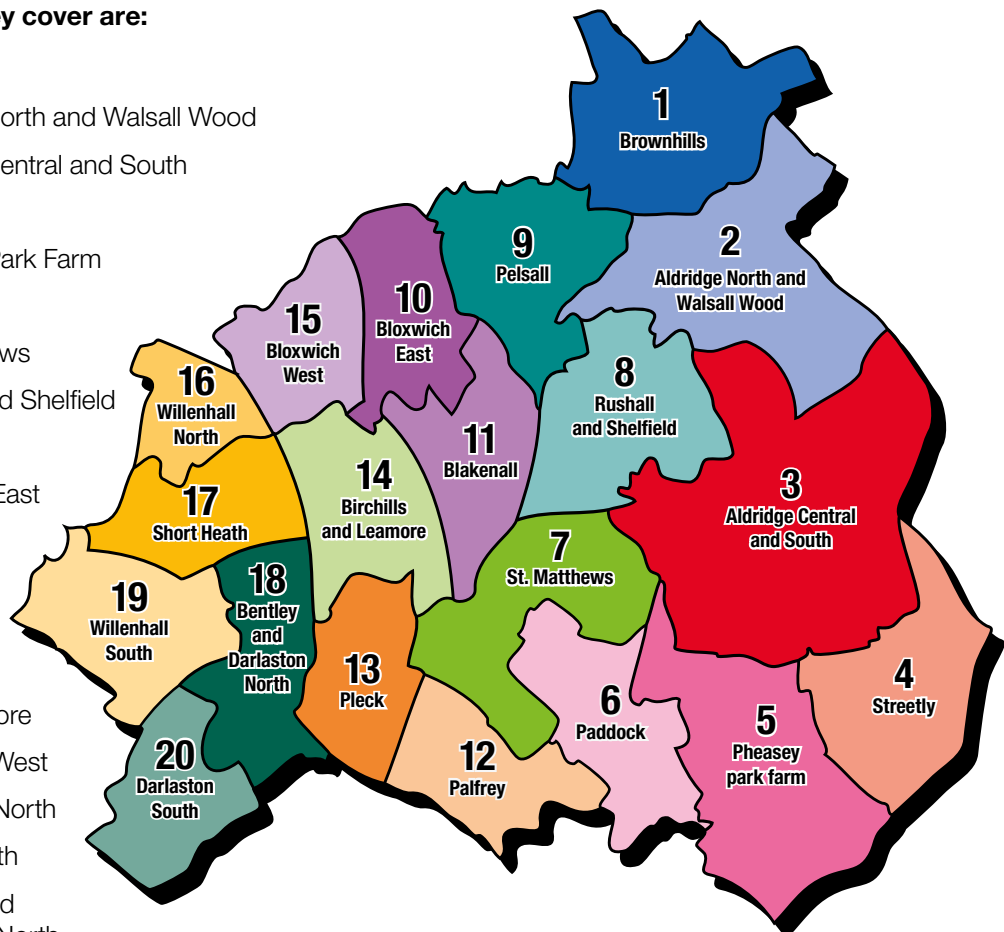 ey cover are:
orth and Walsall Wood
entral and South
Park Farm
ws
d Shelfield
East
ore
West
North
th
d
North
1
Brownhills
2
Aldridge North and
Walsall Wood
9
Pelsall
10
Bloxwich
East
15
Bloxwich
West
16
Willenhall
North
8
Rushall
and Shelfield
11
Blakenall
14
Birchills
and Leamore
3
Aldridge Central
and South
17
Short Heath
7
St. Matthews
18
Bentley
and
Darlaston
North
19
Willenhall
South
13
Pleck
6
Paddock
4
Streetly
5
Pheasey
park farm
12
Palfrey
20
Darlaston
South